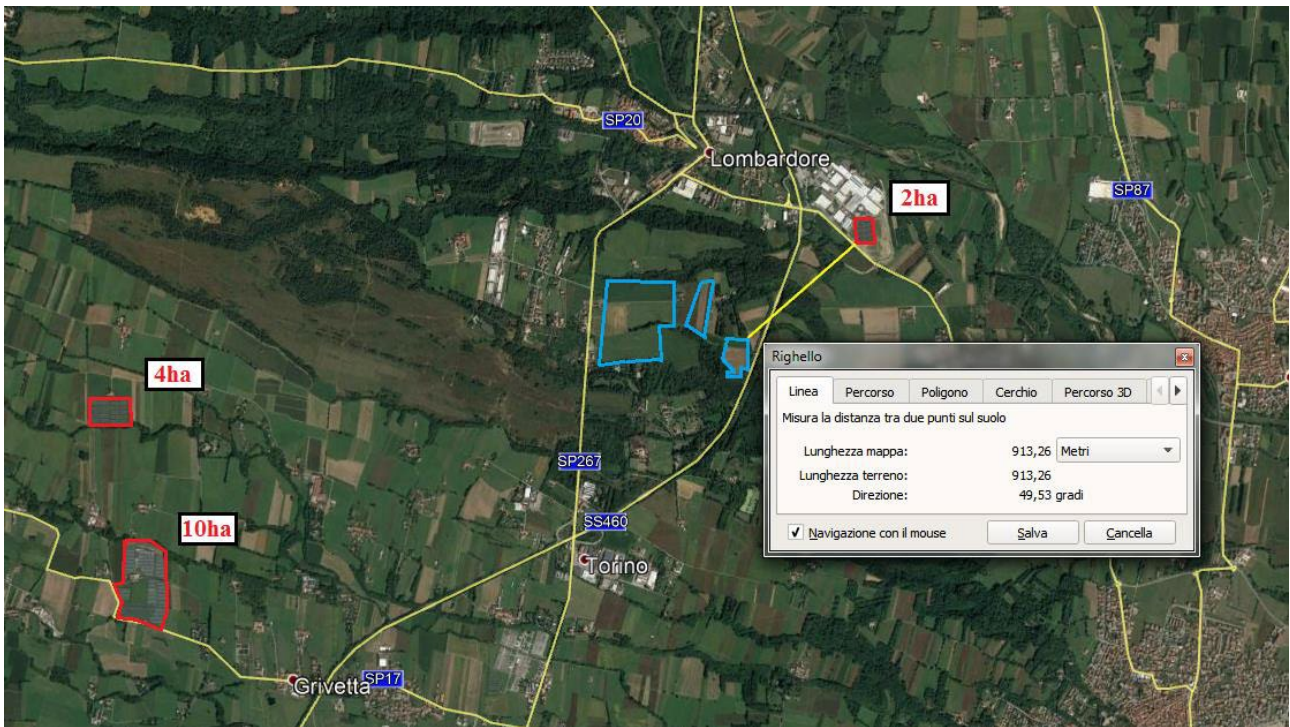 SP20
Lombardore
SP87
2ha
4ha
10ha
SP267
SS460
Torino
Grivetta
SP17
Righello
Linea Percorso Poligono Cerchio Percorso 3D
Misura la distanza tra due punti sul suolo
Lunghezza mappa: 913,26 Metri
Lunghezza terreno: 913,26
Direzione: 49,53 gradi
Navigazione con il mouse Salva Cancella